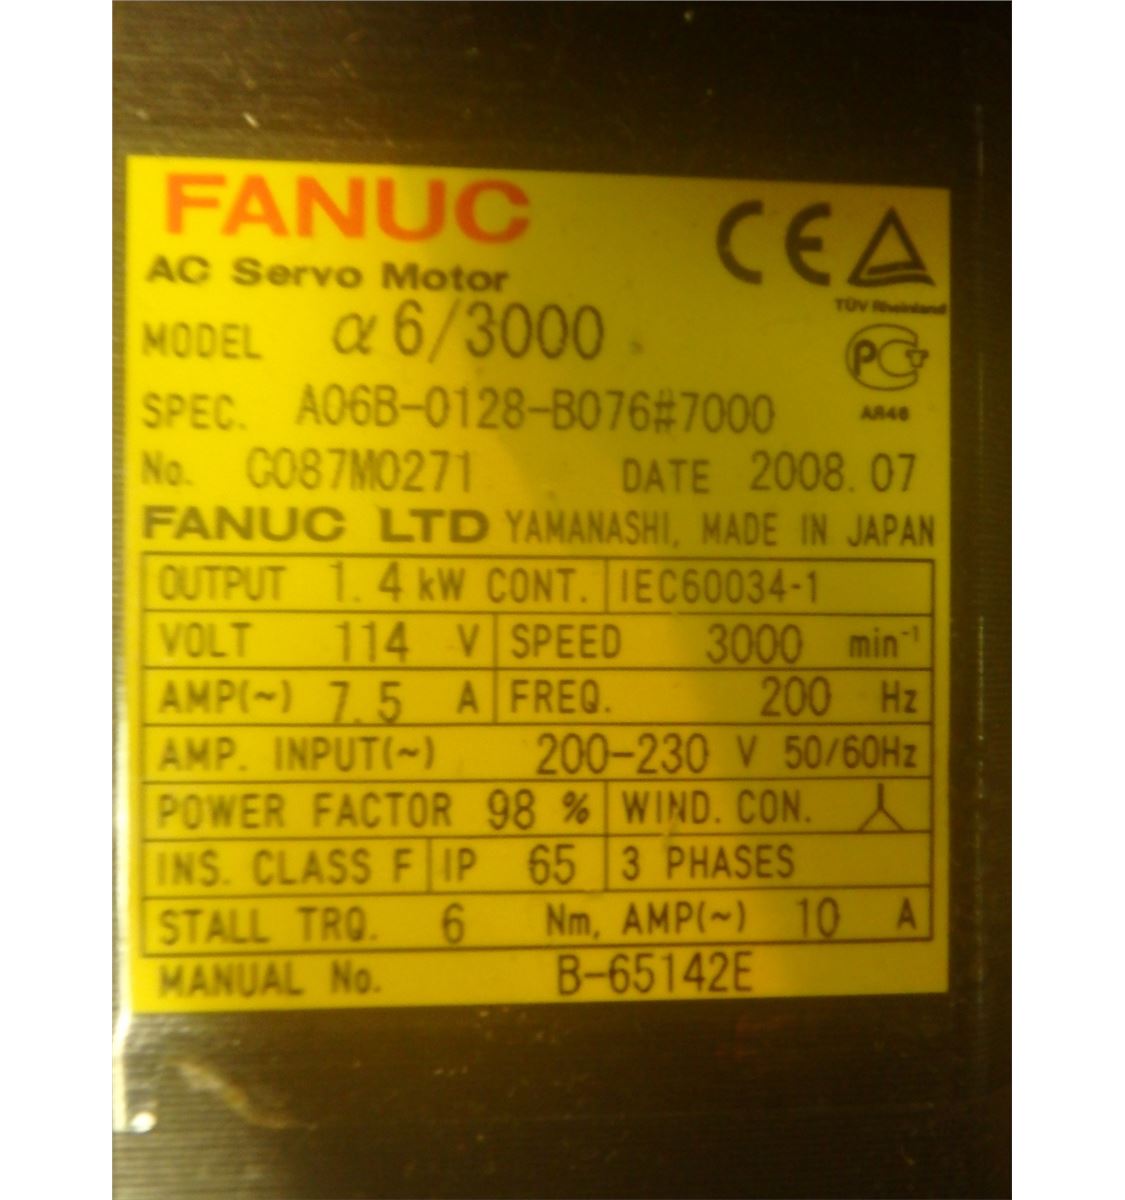 FANUC
CE
AC Servo Motor
TÜV Rheinland
MODEL α6/3000
PCT
SPEC. A06B-0128-B076#7000
AR46
No. C087M0271 DATE 2008.07
FANUC LTD YAMANASHI, MADE IN JAPAN
OUTPUT 1.4 kW CONT. IEC60034-1
VOLT 114 V SPEED 3000 min⁻¹
AMP(~) 7.5 A FREQ. 200 Hz
AMP. INPUT(~) 200-230 V 50/60Hz
POWER FACTOR 98 % WIND. CON.
INS. CLASS F IP 65 3 PHASES
STALL TRQ. 6 Nm, AMP(~) 10 A
MANUAL No. B-65142E